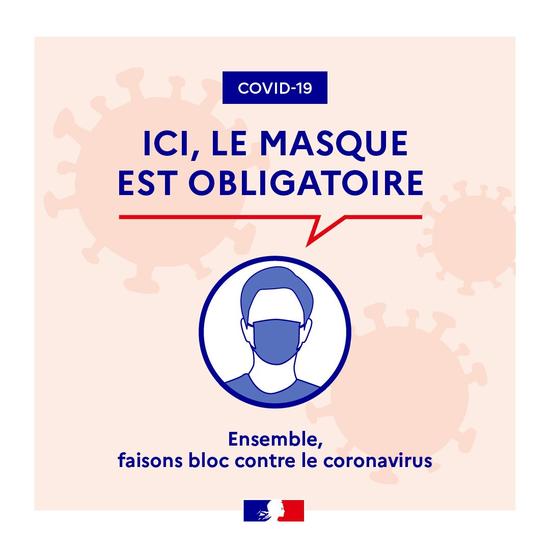 COVID-19
ICI, LE MASQUE
EST OBLIGATOIRE
Ensemble,
faisons bloc contre le coronavirus